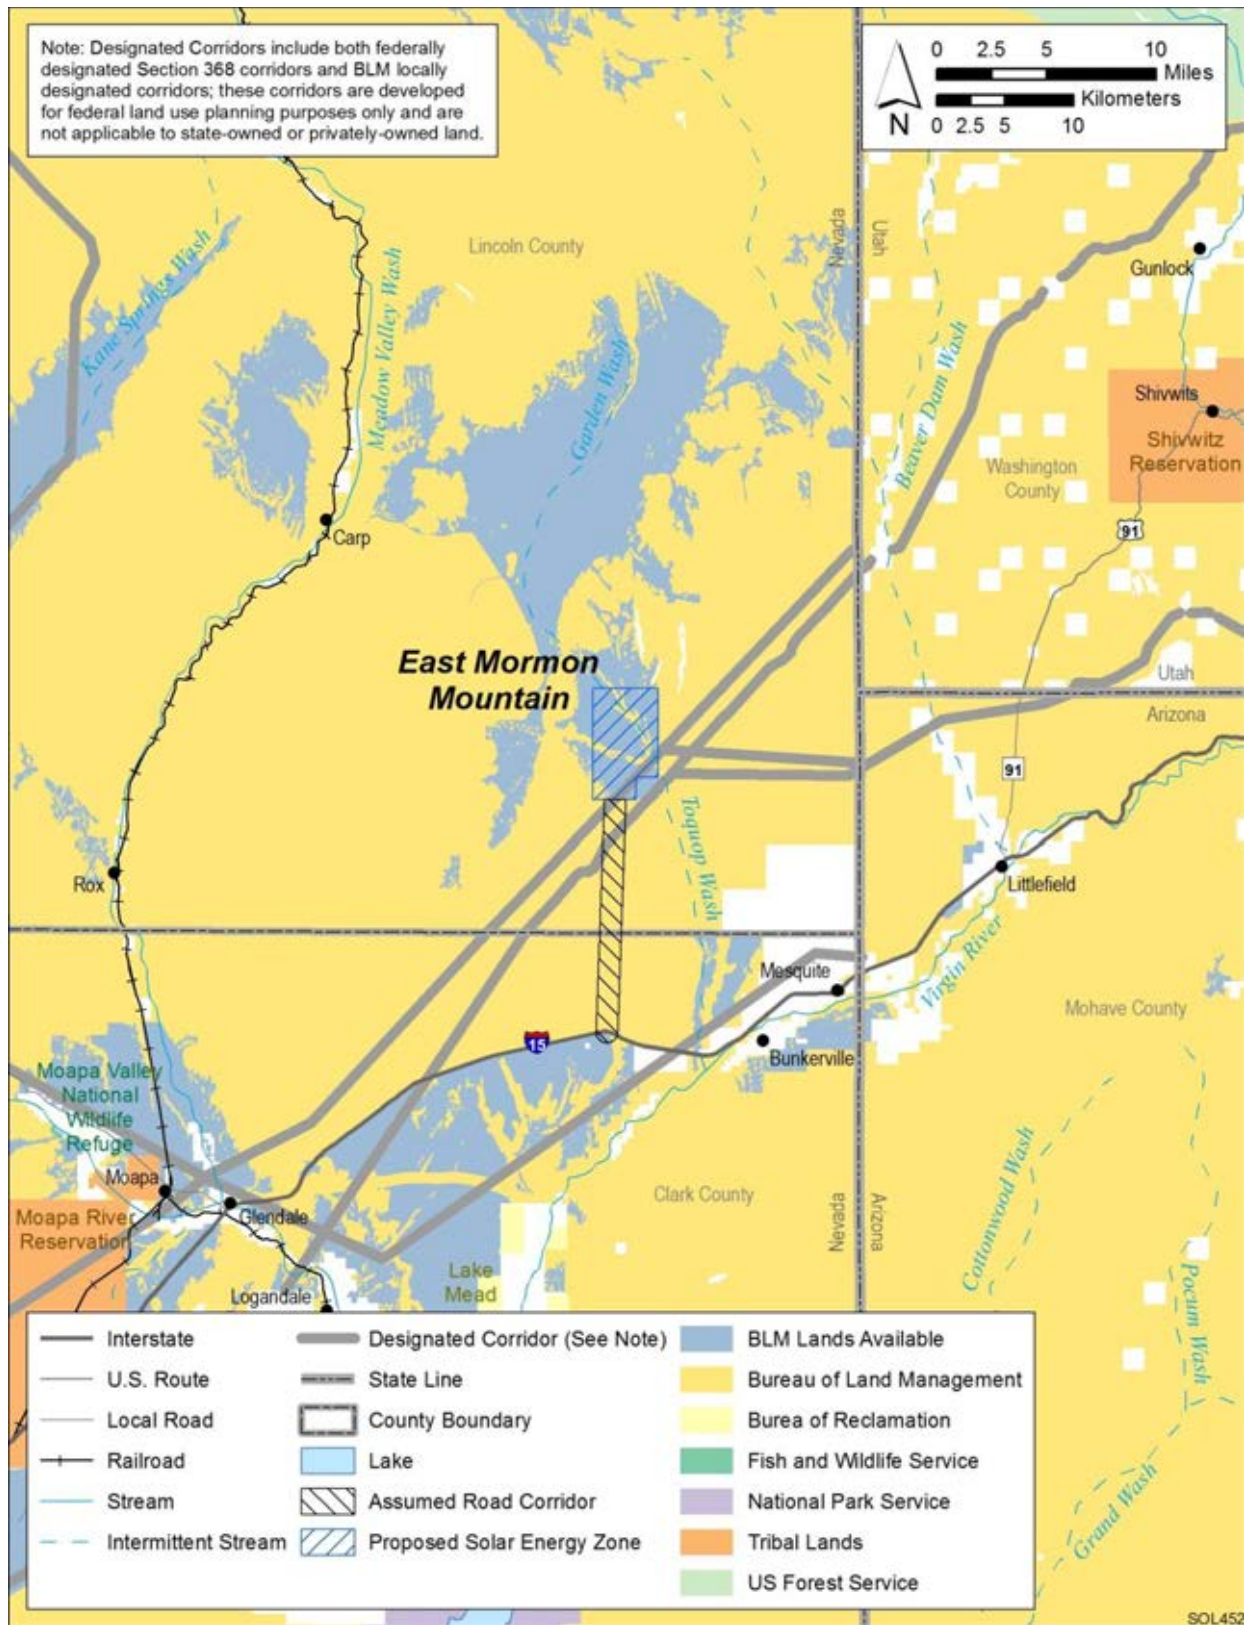 Note: Designated Corridors include both federally
designated Section 368 corridors and BLM locally
designated corridors; these corridors are developed
for federal land use planning purposes only and are
not applicable to state-owned or privately-owned land.
N
0 2.5 5 10
Miles
Kilometers
0 2.5 5 10
Nevada
Utah
Lincoln County
Gunlock
Kane Springs Wash
Meadow Valley Wash
Garden Wash
Beaver Dam Wash
Shivwits
Shivwitz
Reservation
Washington
County
91
Carp
East Mormon
Mountain
Utah
Arizona
91
Toquop Wash
Rox
Littlefield
Virgin River
Mesquite
Mohave County
15
Bunkerville
Moapa Valley
National
Wildlife
Refuge
Moapa
Moapa River
Reservation
Glendale
Clark County
Nevada
Arizona
Cottonwood Wash
Pocum Wash
Lake
Mead
Logandale
Grand Wash
Interstate
U.S. Route
Local Road
Railroad
Stream
Intermittent Stream
Designated Corridor (See Note)
State Line
County Boundary
Lake
Assumed Road Corridor
Proposed Solar Energy Zone
BLM Lands Available
Bureau of Land Management
Burea of Reclamation
Fish and Wildlife Service
National Park Service
Tribal Lands
US Forest Service
SOL452